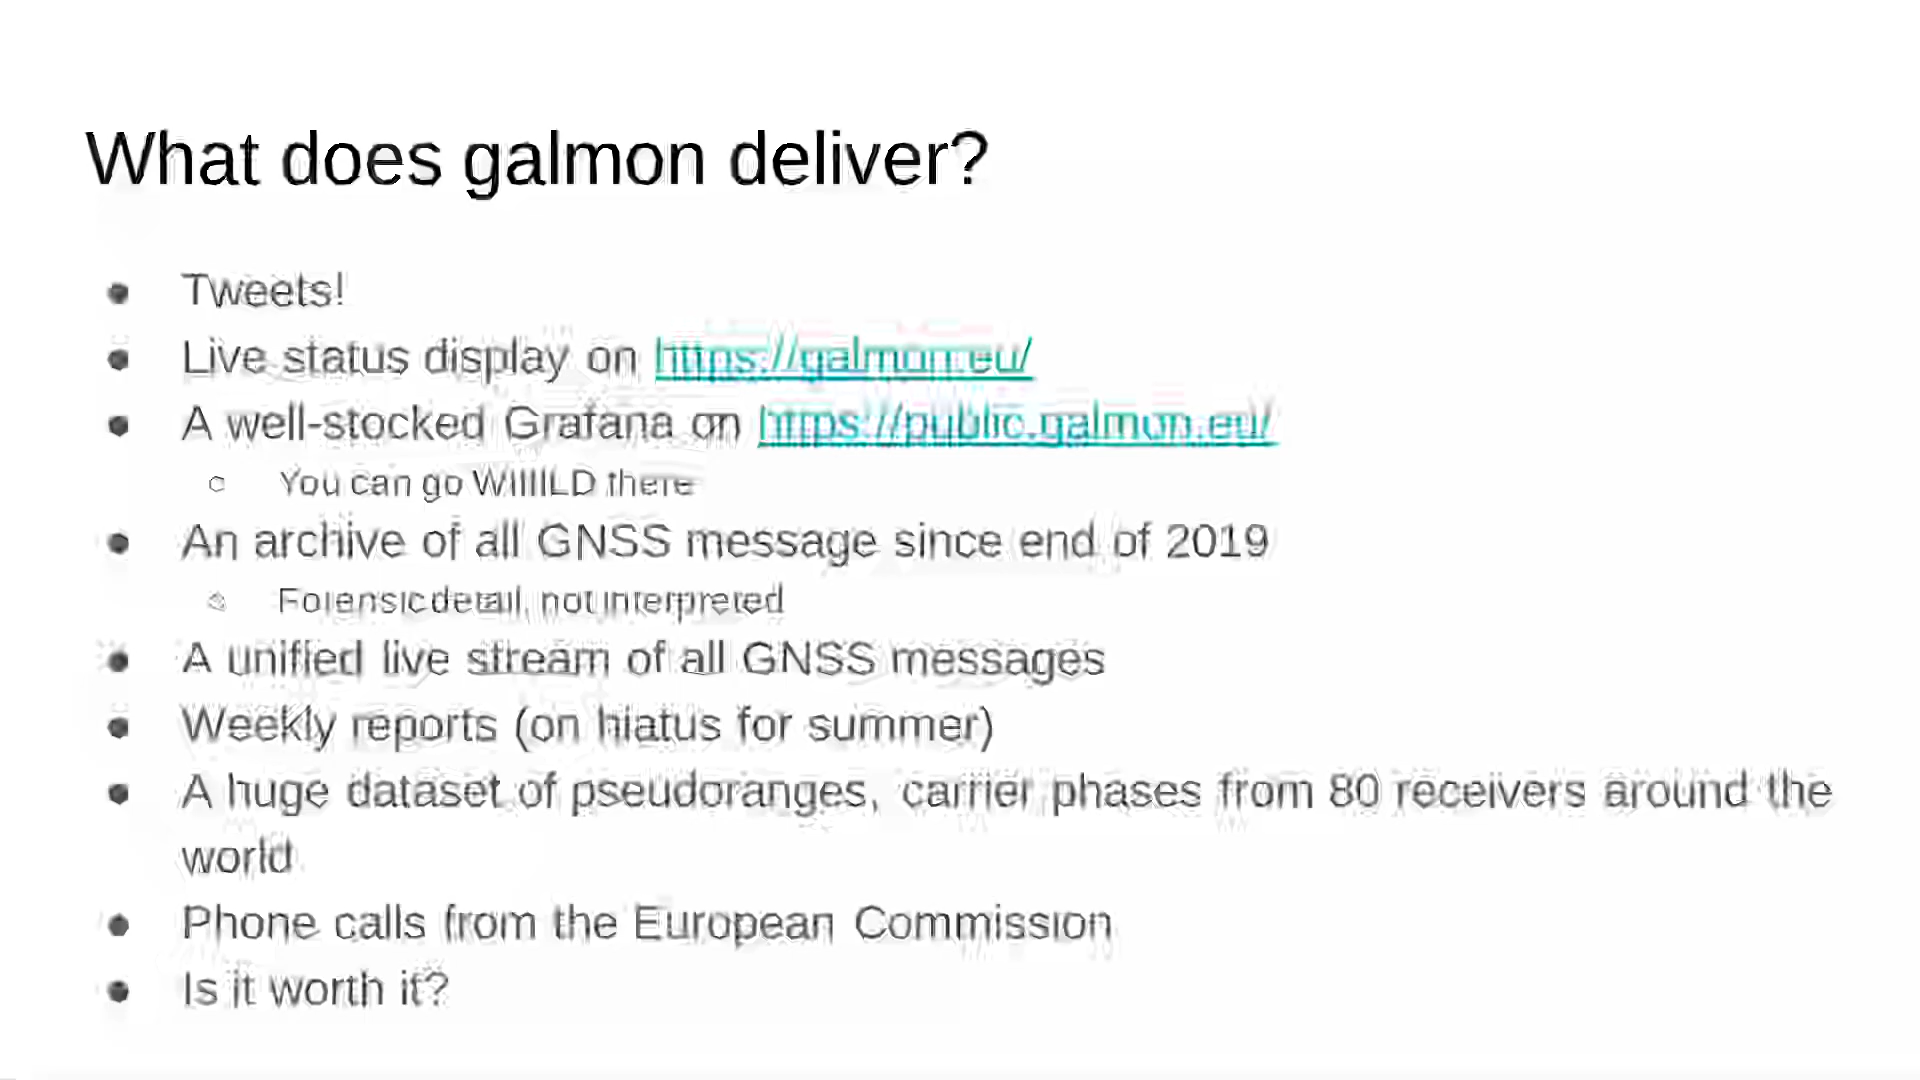 What does galmon deliver?
● Tweets!
● Live status display on https://galmon.eu/
● A well-stocked Grafana on https://public.galmon.eu/
○ You can go WIIIILD there
● An archive of all GNSS message since end of 2019
○ Forensic detail, not interpreted
● A unified live stream of all GNSS messages
● Weekly reports (on hiatus for summer)
● A huge dataset of pseudoranges, carrier phases from 80 receivers around the
world
● Phone calls from the European Commission
● Is it worth it?